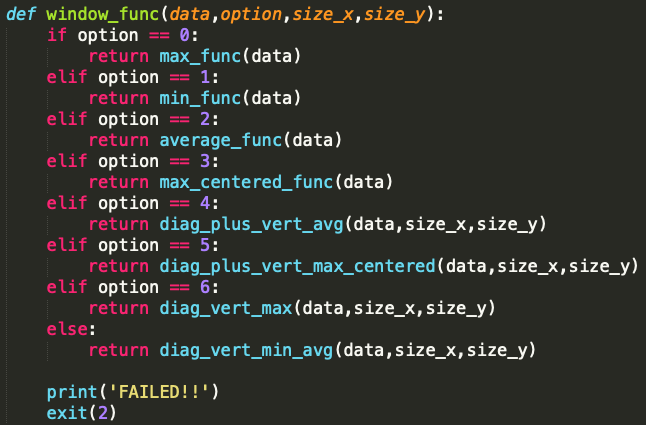 def window_func(data,option,size_x,size_y):
    if option == 0:
        return max_func(data)
    elif option == 1:
        return min_func(data)
    elif option == 2:
        return average_func(data)
    elif option == 3:
        return max_centered_func(data)
    elif option == 4:
        return diag_plus_vert_avg(data,size_x,size_y)
    elif option == 5:
        return diag_plus_vert_max_centered(data,size_x,size_y)
    elif option == 6:
        return diag_vert_max(data,size_x,size_y)
    else:
        return diag_vert_min_avg(data,size_x,size_y)

    print('FAILED!!')
    exit(2)